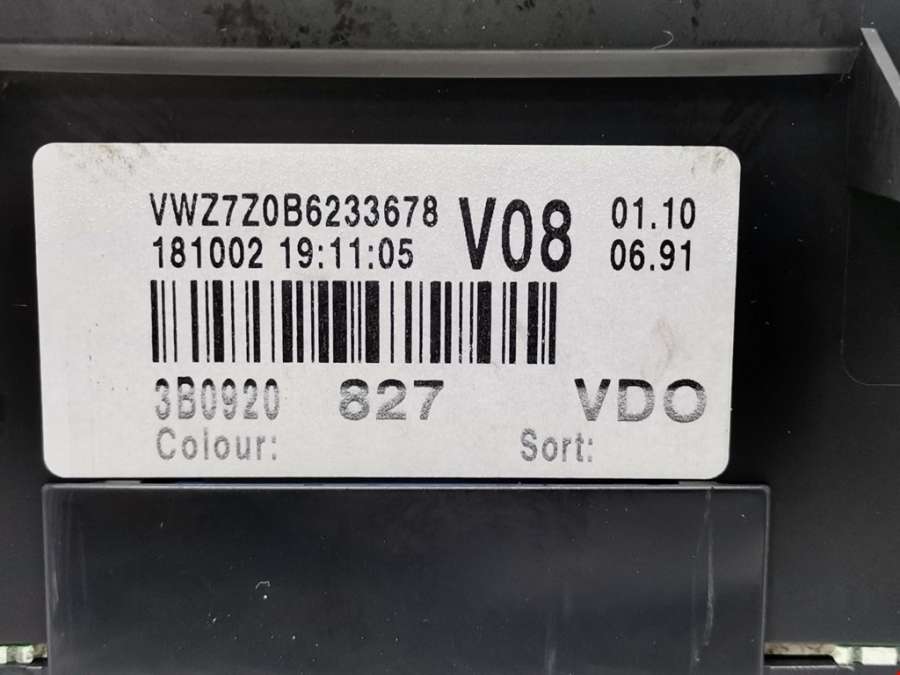 VWZ7Z0B6233678 V08 01.10
181002 19:11:05 06.91
3B0920 827 VDO
Colour: Sort: